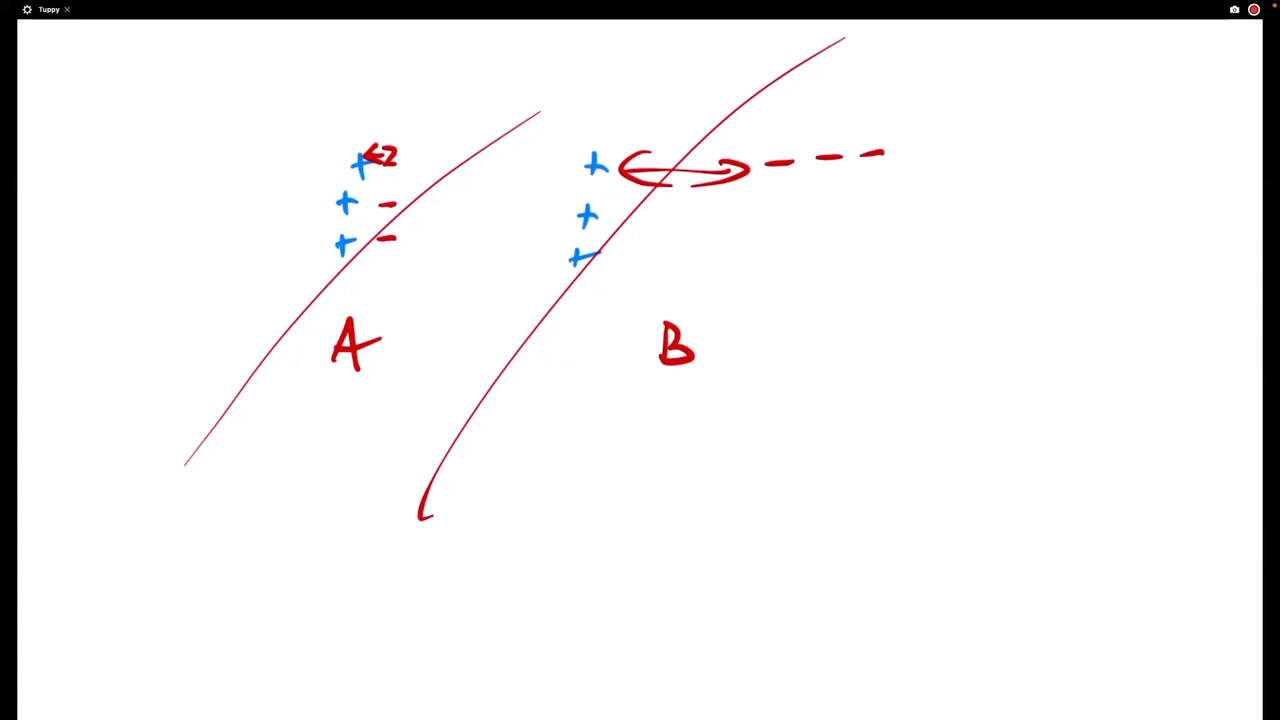 Tuppy
+ + - - -
+ - +
+ - +
A B